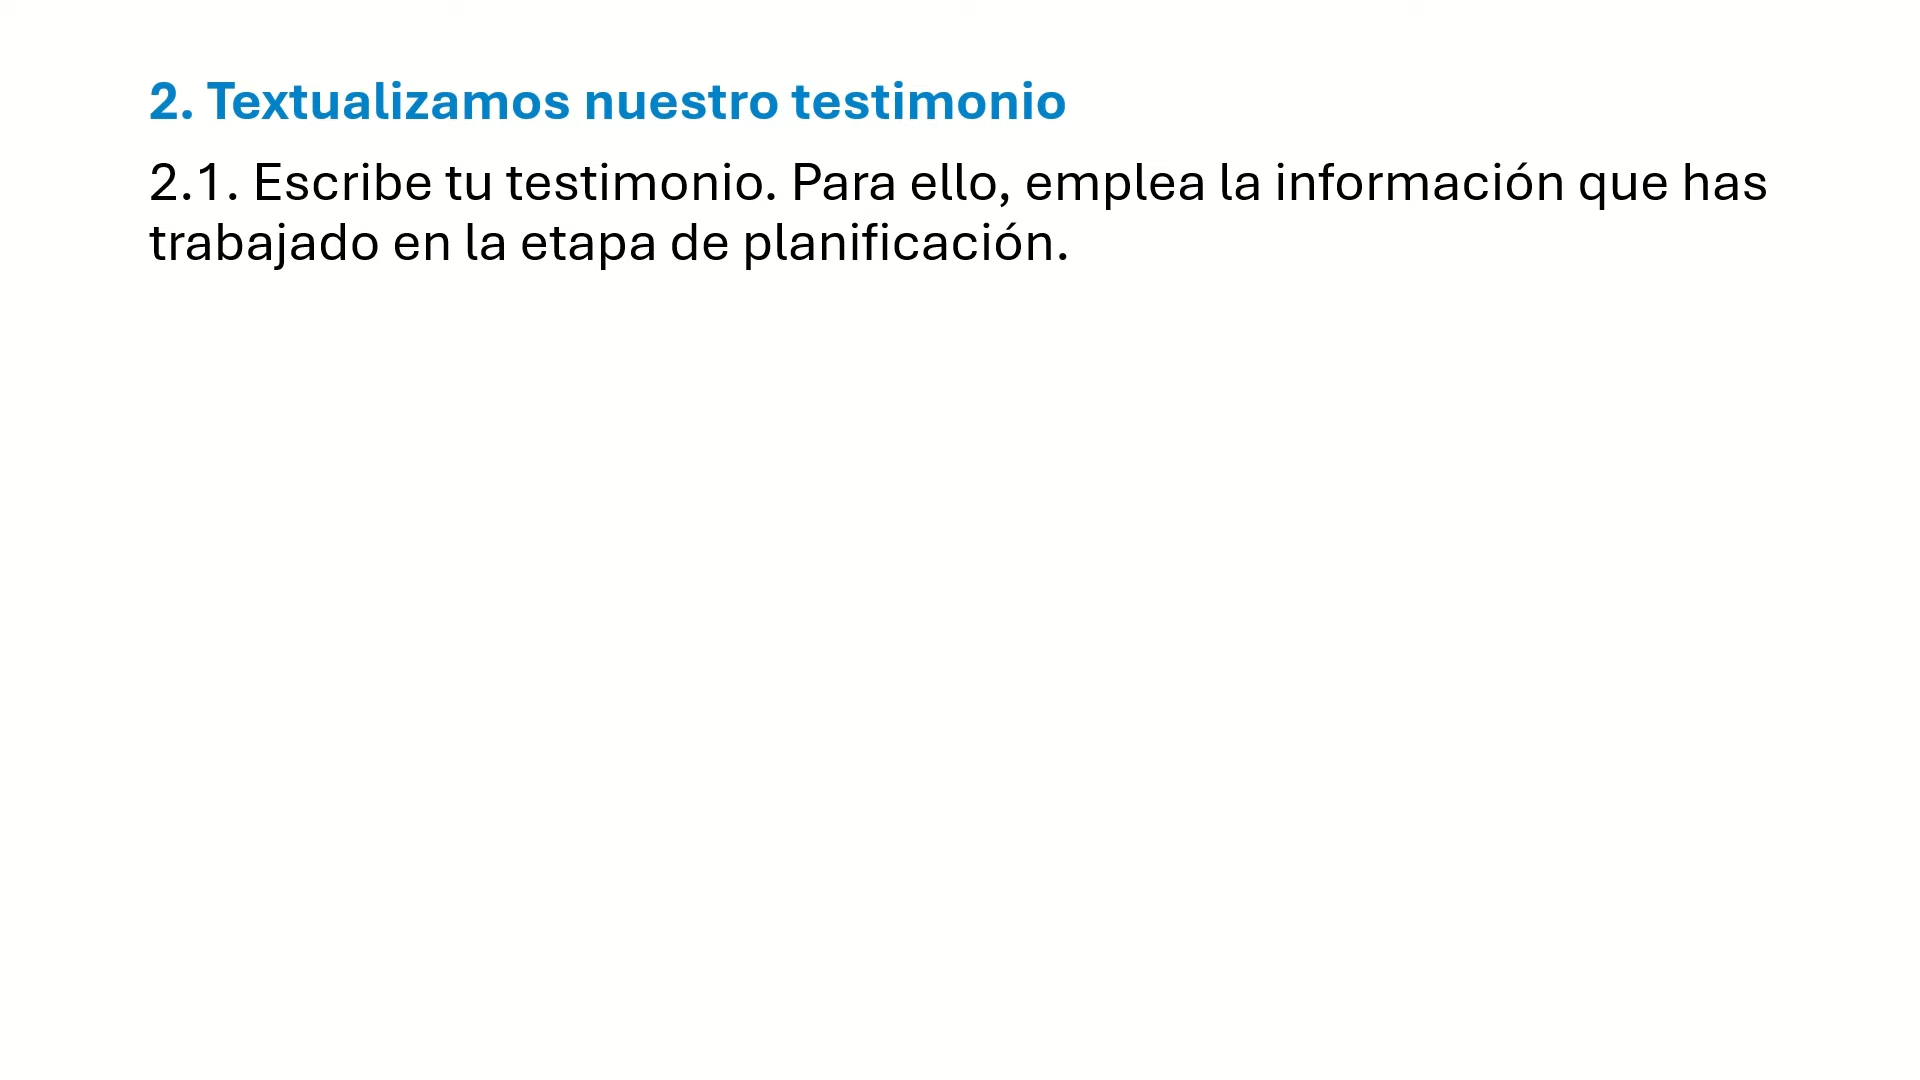 2. Textualizamos nuestro testimonio
2.1. Escribe tu testimonio. Para ello, emplea la información que has
trabajado en la etapa de planificación.